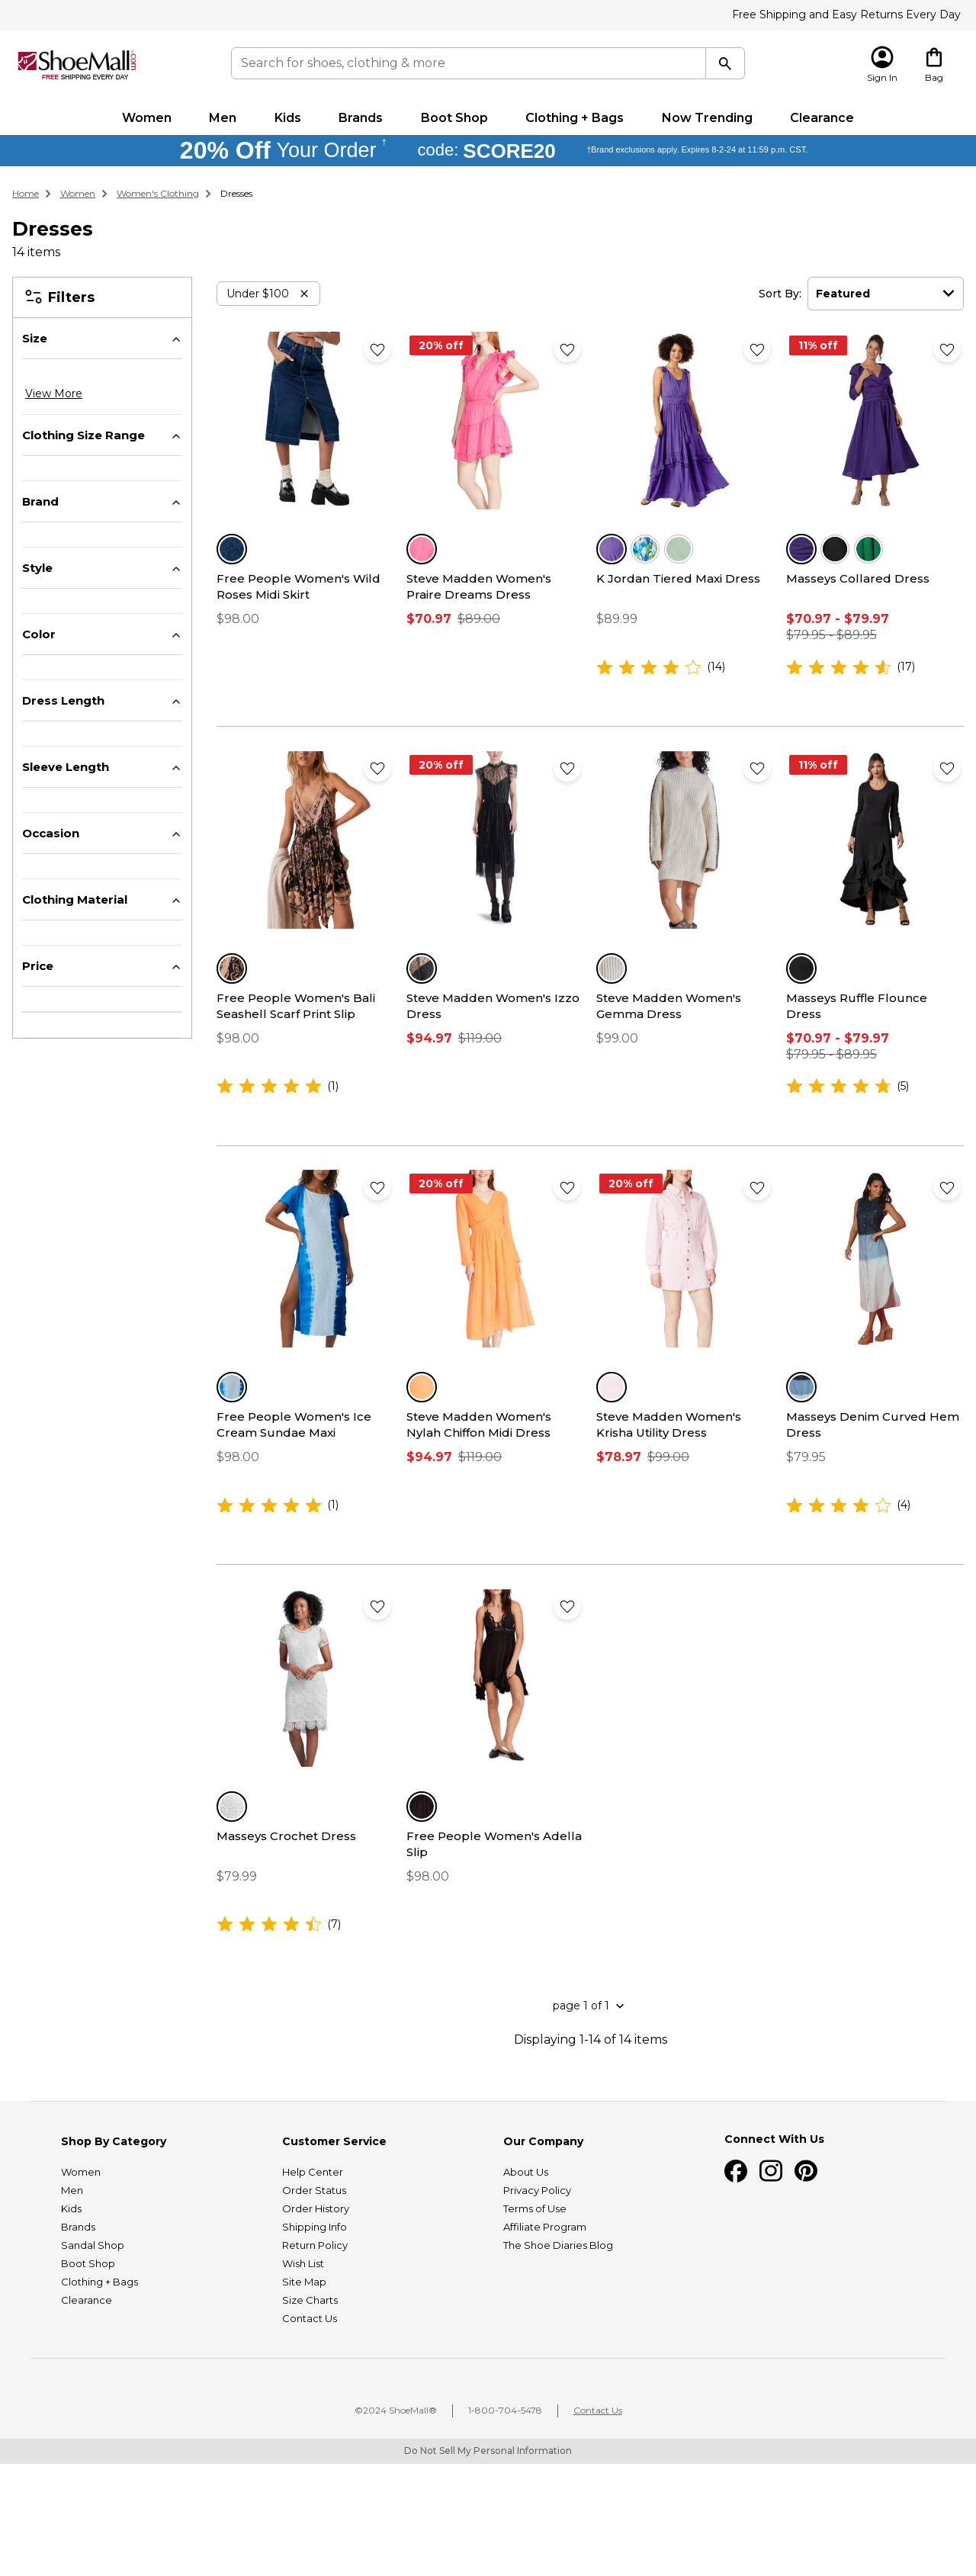 Free Shipping and Easy Returns Every Day
ShoeMall.com
FREE SHIPPING EVERY DAY
Search for shoes, clothing & more
Sign In
Bag
Women
Men
Kids
Brands
Boot Shop
Clothing + Bags
Now Trending
Clearance
20% Off Your Order † code: SCORE20 †Brand exclusions apply. Expires 8-2-24 at 11:59 p.m. CST.
Home
Women
Women's Clothing
Dresses
Dresses
14 items
Filters
Size
View More
Clothing Size Range
Brand
Style
Color
Dress Length
Sleeve Length
Occasion
Clothing Material
Price
Under $100
Sort By:
Featured
Free People Women's Wild
Roses Midi Skirt
$98.00
20% off
Steve Madden Women's
Praire Dreams Dress
$70.97 $89.00
K Jordan Tiered Maxi Dress
$89.99
(14)
11% off
Masseys Collared Dress
$70.97 - $79.97
$79.95 - $89.95
(17)
Free People Women's Bali
Seashell Scarf Print Slip
$98.00
(1)
20% off
Steve Madden Women's Izzo
Dress
$94.97 $119.00
Steve Madden Women's
Gemma Dress
$99.00
11% off
Masseys Ruffle Flounce
Dress
$70.97 - $79.97
$79.95 - $89.95
(5)
Free People Women's Ice
Cream Sundae Maxi
$98.00
(1)
20% off
Steve Madden Women's
Nylah Chiffon Midi Dress
$94.97 $119.00
20% off
Steve Madden Women's
Krisha Utility Dress
$78.97 $99.00
Masseys Denim Curved Hem
Dress
$79.95
(4)
Masseys Crochet Dress
$79.99
(7)
Free People Women's Adella
Slip
$98.00
page 1 of 1
Displaying 1-14 of 14 items
Shop By Category
Women
Men
Kids
Brands
Sandal Shop
Boot Shop
Clothing + Bags
Clearance
Customer Service
Help Center
Order Status
Order History
Shipping Info
Return Policy
Wish List
Site Map
Size Charts
Contact Us
Our Company
About Us
Privacy Policy
Terms of Use
Affiliate Program
The Shoe Diaries Blog
Connect With Us
©2024 ShoeMall®
1-800-704-5478
Contact Us
Do Not Sell My Personal Information